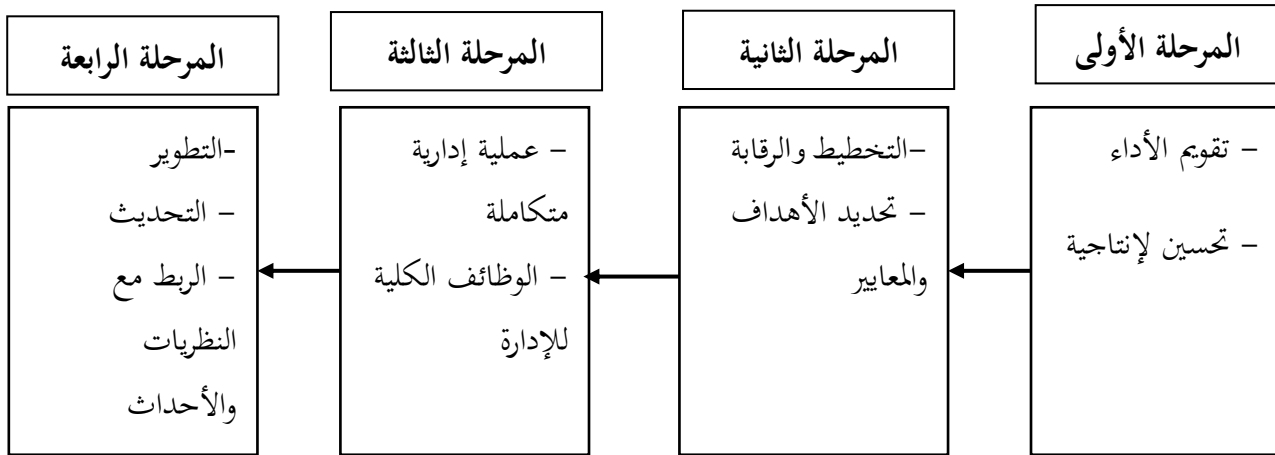 المرحلة الأولى
– تقويم الأداء
– تحسين لإنتاجية
المرحلة الثانية
–التخطيط والرقابة
– تحديد الأهداف
والمعايير
المرحلة الثالثة
– عملية إدارية
متكاملة
– الوظائف الكلية
للإدارة
المرحلة الرابعة
-التطوير
– التحديث
– الربط مع
النظريات
والأحداث